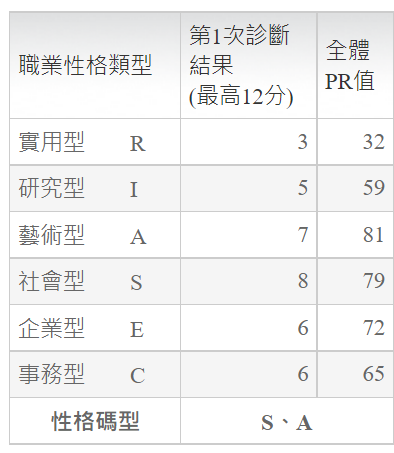 職業性格類型 第1次診斷結果(最高12分) 全體PR值
實用型 R 3 32
研究型 I 5 59
藝術型 A 7 81
社會型 S 8 79
企業型 E 6 72
事務型 C 6 65
性格碼型 S、A